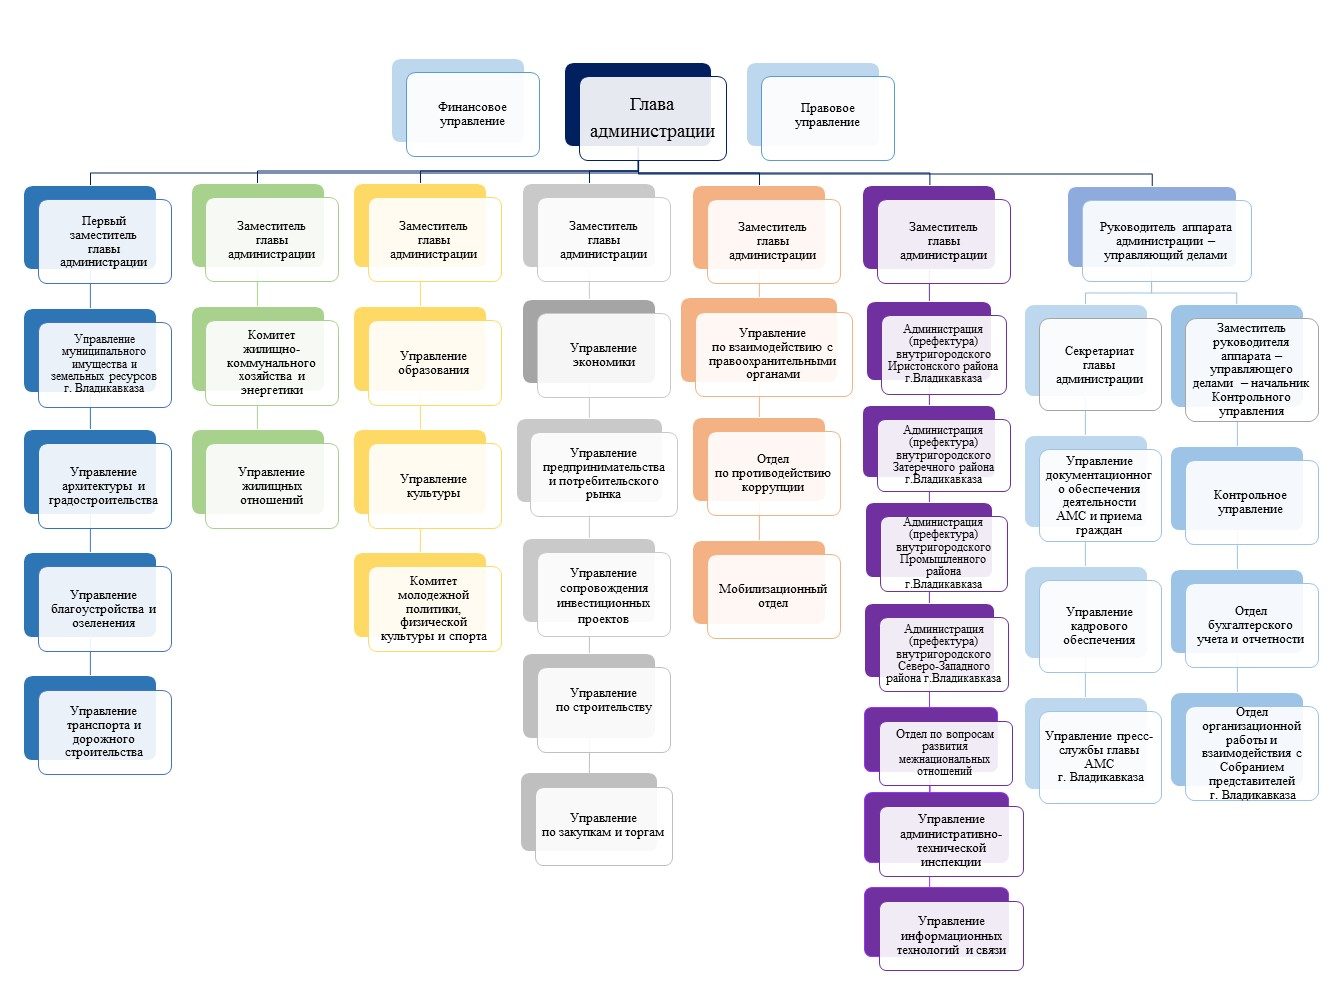 Финансовое
управление
Глава
администрации
Правовое
управление
Первый
заместитель
главы
администрации
Управление
муниципального
имущества и
земельных ресурсов
г. Владикавказа
Управление
архитектуры и
градостроительства
Управление
благоустройства и
озеленения
Управление
транспорта и
дорожного
строительства
Заместитель
главы
администрации
Комитет
жилищно-
коммунального
хозяйства и
энергетики
Управление
жилищных
отношений
Заместитель
главы
администрации
Управление
образования
Управление
культуры
Комитет
молодежной
политики,
физической
культуры и спорта
Заместитель
главы
администрации
Управление
экономики
Управление
предпринимательства
и потребительского
рынка
Управление
сопровождения
инвестиционных
проектов
Управление
по строительству
Управление
по закупкам и торгам
Заместитель
главы
администрации
Управление
по взаимодействию с
правоохранительными
органами
Отдел
по противодействию
коррупции
Мобилизационный
отдел
Заместитель
главы
администрации
Администрация
(префектура)
внутригородского
Иристонского района
г.Владикавказа
Администрация
(префектура)
внутригородского
Затеречного района
г.Владикавказа
Администрация
(префектура)
внутригородского
Промышленного
района
г.Владикавказа
Администрация
(префектура)
внутригородского
Северо-Западного
района г.Владикавказа
Отдел по вопросам
развития
межнациональных
отношений
Управление
административно-
технической
инспекции
Управление
информационных
технологий и связи
Руководитель аппарата
администрации –
управляющий делами
Секретариат
главы
администрации
Управление
документационног
о обеспечения
деятельности
АМС и приема
граждан
Управление
кадрового
обеспечения
Управление пресс-
службы главы
АМС
г. Владикавказа
Заместитель
руководителя
аппарата –
управляющего
делами – начальник
Контрольного
управления
Контрольное
управление
Отдел
бухгалтерского
учета и отчетности
Отдел
организационной
работы и
взаимодействия с
Собранием
представителей
г. Владикавказа